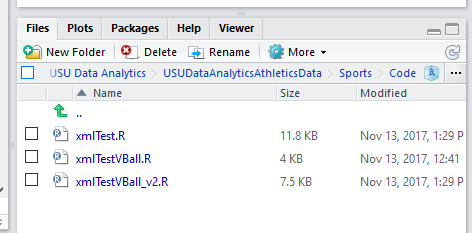 Files Plots Packages Help Viewer
New Folder Delete Rename More
USU Data Analytics USUDataAnalyticsAthleticsData Sports Code R ...
Name Size Modified
..
xmlTest.R 11.8 KB Nov 13, 2017, 1:29 P
xmlTestVBall.R 4 KB Nov 13, 2017, 12:41
xmlTestVBall_v2.R 7.5 KB Nov 13, 2017, 1:29 P